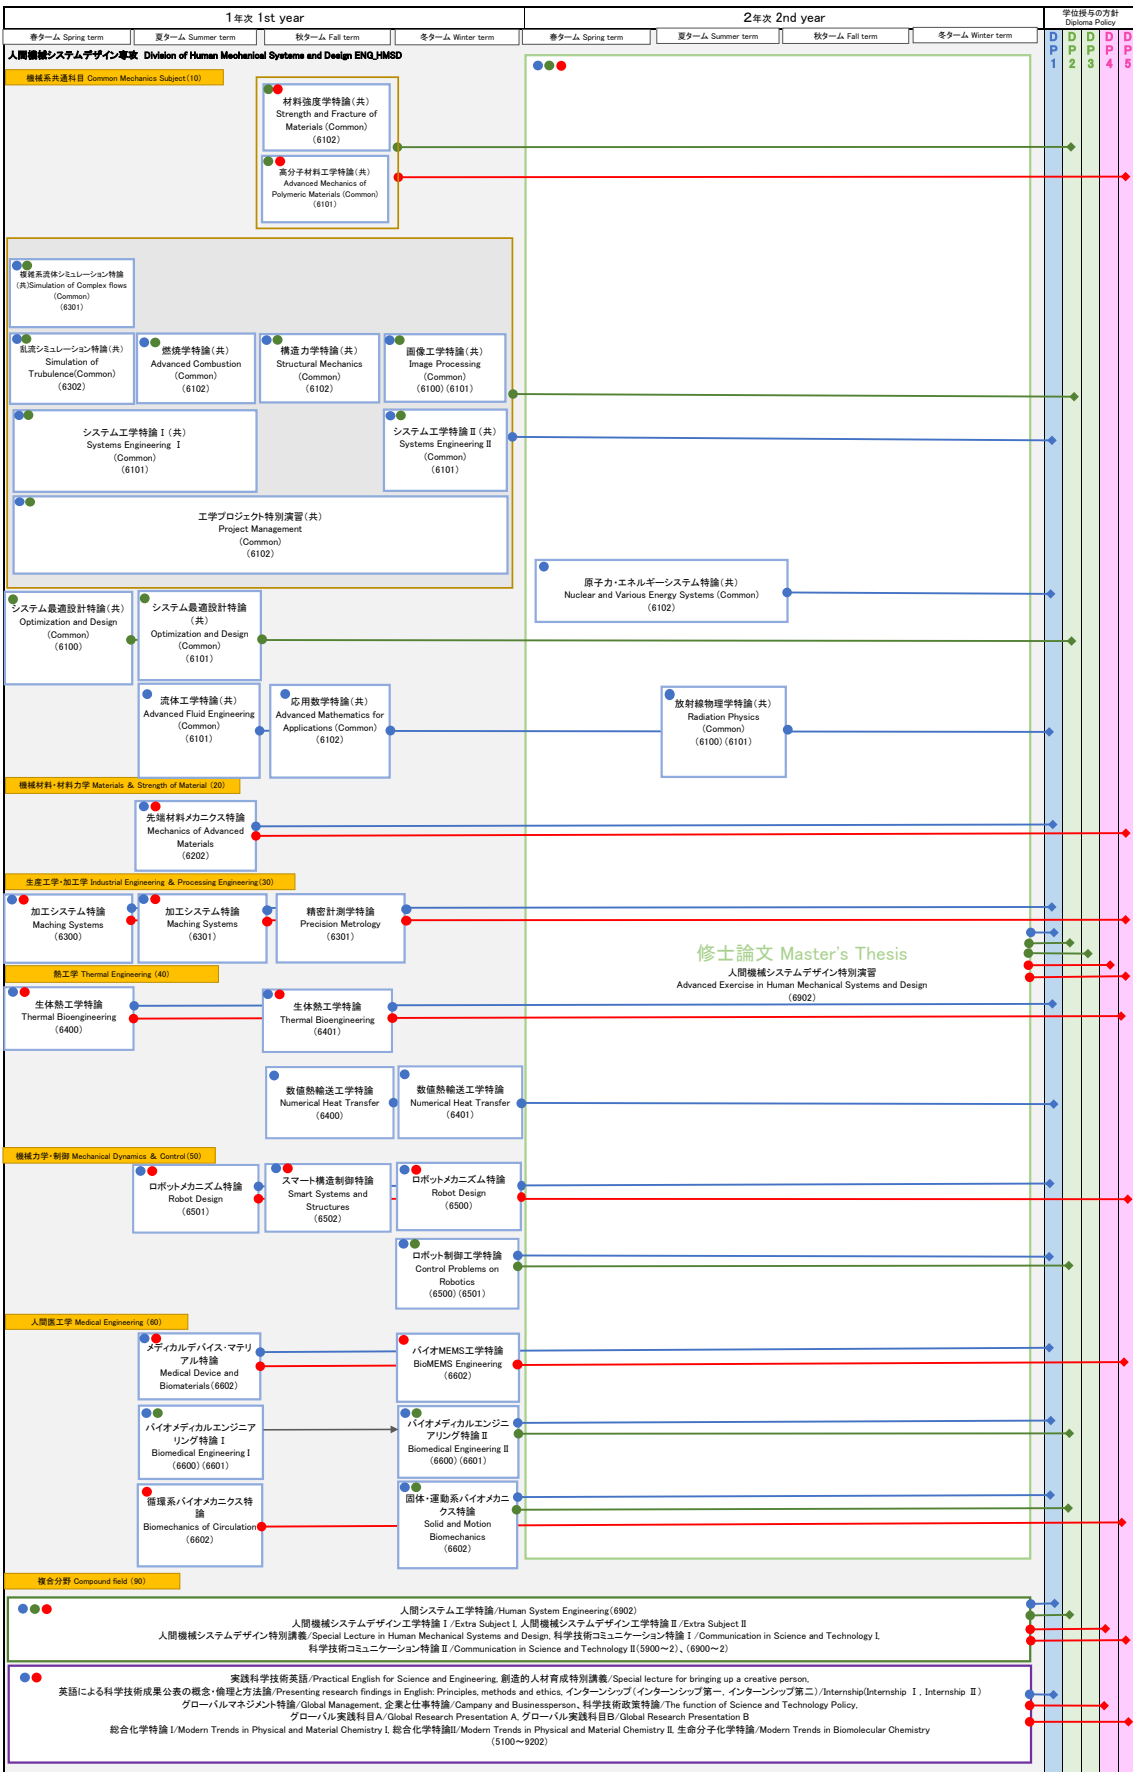 1年次 1st year
2年次 2nd year
学位授与の方針
Diploma Policy
春ターム Spring term
夏ターム Summer term
秋ターム Fall term
冬ターム Winter term
春ターム Spring term
夏ターム Summer term
秋ターム Fall term
冬ターム Winter term
DP1
DP2
DP3
DP4
DP5
人間機械システムデザイン専攻 Division of Human Mechanical Systems and Design ENG_HMSD
機械系共通科目 Common Mechanics Subject(10)
材料強度学特論(共)
Strength and Fracture of
Materials (Common)
(6102)
高分子材料工学特論(共)
Advanced Mechanics of
Polymeric Materials (Common)
(6101)
複雑系流体シミュレーション特論
(共)Simulation of Complex flows
(Common)
(6301)
乱流シミュレーション特論(共)
Simulation of
Trubulence(Common)
(6302)
燃焼学特論(共)
Advanced Combustion
(Common)
(6102)
構造力学特論(共)
Structural Mechanics
(Common)
(6102)
画像工学特論(共)
Image Processing
(Common)
(6100)(6101)
システム工学特論Ⅰ(共)
Systems Engineering Ⅰ
(Common)
(6101)
システム工学特論Ⅱ(共)
Systems Engineering Ⅱ
(Common)
(6101)
工学プロジェクト特別演習(共)
Project Management
(Common)
(6102)
原子力・エネルギーシステム特論(共)
Nuclear and Various Energy Systems (Common)
(6102)
システム最適設計特論(共)
Optimization and Design
(Common)
(6100)
システム最適設計特論
(共)
Optimization and Design
(Common)
(6101)
流体工学特論(共)
Advanced Fluid Engineering
(Common)
(6101)
応用数学特論(共)
Advanced Mathematics for
Applications (Common)
(6102)
放射線物理学特論(共)
Radiation Physics
(Common)
(6100)(6101)
機械材料・材料力学 Materials & Strength of Material (20)
先端材料メカニクス特論
Mechanics of Advanced
Materials
(6202)
生産工学・加工学 Industrial Engineering & Processing Engineering(30)
加工システム特論
Maching Systems
(6300)
加工システム特論
Maching Systems
(6301)
精密計測学特論
Precision Metrology
(6301)
修士論文 Master's Thesis
人間機械システムデザイン特別演習
Advanced Exercise in Human Mechanical Systems and Design
(6902)
熱工学 Thermal Engineering (40)
生体熱工学特論
Thermal Bioengineering
(6400)
生体熱工学特論
Thermal Bioengineering
(6401)
数値熱輸送工学特論
Numerical Heat Transfer
(6400)
数値熱輸送工学特論
Numerical Heat Transfer
(6401)
機械力学・制御 Mechanical Dynamics & Control(50)
ロボットメカニズム特論
Robot Design
(6501)
スマート構造制御特論
Smart Systems and
Structures
(6502)
ロボットメカニズム特論
Robot Design
(6500)
ロボット制御工学特論
Control Problems on
Robotics
(6500)(6501)
人間医工学 Medical Engineering (60)
メディカルデバイス・マテリ
アル特論
Medical Device and
Biomaterials(6602)
バイオMEMS工学特論
BioMEMS Engineering
(6602)
バイオメディカルエンジニア
リング特論Ⅰ
Biomedical Engineering I
(6600)(6601)
バイオメディカルエンジニ
アリング特論Ⅱ
Biomedical Engineering Ⅱ
(6600)(6601)
循環系バイオメカニクス特
論
Biomechanics of Circulation
(6602)
固体・運動系バイオメカニ
クス特論
Solid and Motion
Biomechanics
(6602)
複合分野 Compound field (90)
人間システム工学特論/Human System Engineering(6902)
人間機械システムデザイン工学特論Ⅰ/Extra Subject I, 人間機械システムデザイン工学特論Ⅱ/Extra Subject II
人間機械システムデザイン特別講義/Special Lecture in Human Mechanical Systems and Design, 科学技術コミュニケーション特論Ⅰ/Communication in Science and Technology I,
科学技術コミュニケーション特論Ⅱ/Communication in Science and Technology II(5900~2)、(6900~2)
実践科学技術英語/Practical English for Science and Engineering, 創造的人材育成特別講義/Special lecture for bringing up a creative person,
英語による科学技術成果公表の概念・倫理と方法論/Presenting research findings in English: Principles, methods and ethics, インターンシップ(インターンシップ第一, インターンシップ第二)/Internship(Internship Ⅰ, Internship Ⅱ)
グローバルマネジメント特論/Global Management, 企業と仕事特論/Campany and Businessperson, 科学技術政策特論/The function of Science and Technology Policy,
グローバル実践科目A/Global Research Presentation A, グローバル実践科目B/Global Research Presentation B
総合化学特論I/Modern Trends in Physical and Material Chemistry I, 総合化学特論II/Modern Trends in Physical and Material Chemistry II, 生命分子化学特論/Modern Trends in Biomolecular Chemistry
(5100~9202)